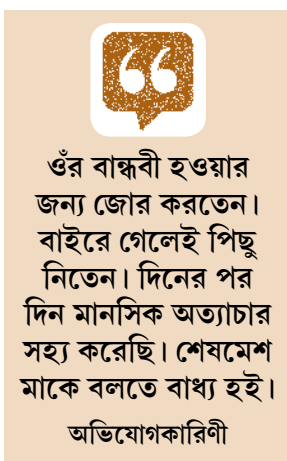 ওঁর বান্ধবী হওয়ার
জন্য জোর করতেন।
বাইরে গেলেই পিছু
নিতেন। দিনের পর
দিন মানসিক অত্যাচার
সহ্য করেছি। শেষমেশ
মাকে বলতে বাধ্য হই।
অভিযোগকারিণী